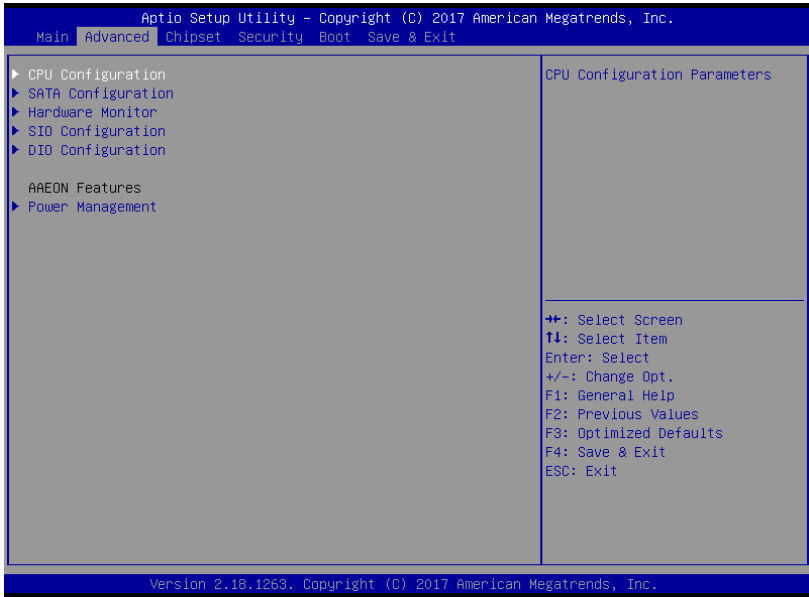 Aptio Setup Utility – Copyright (C) 2017 American Megatrends, Inc.
Main Advanced Chipset Security Boot Save & Exit
▶ CPU Configuration
▶ SATA Configuration
▶ Hardware Monitor
▶ SIO Configuration
▶ DIO Configuration
AAEON Features
▶ Power Management
CPU Configuration Parameters
→←: Select Screen
↑↓: Select Item
Enter: Select
+/-: Change Opt.
F1: General Help
F2: Previous Values
F3: Optimized Defaults
F4: Save & Exit
ESC: Exit
Version 2.18.1263. Copyright (C) 2017 American Megatrends, Inc.